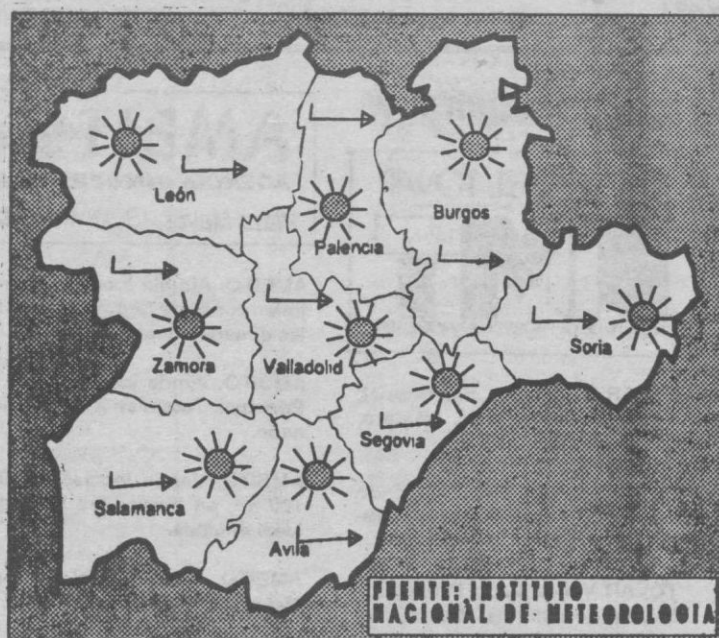 León
Palencia
Burgos
Zamora
Valladolid
Soria
Segovia
Salamanca
Avila
FUENTE: INSTITUTO
NACIONAL DE METEOROLOGIA